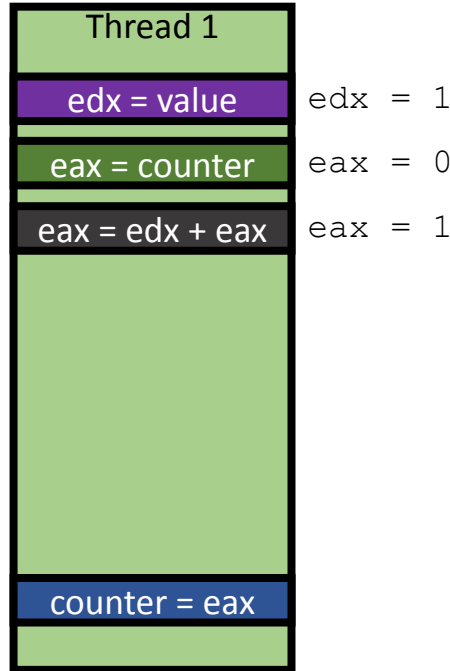 Thread 1
edx = value edx = 1
eax = counter eax = 0
eax = edx + eax eax = 1
counter = eax